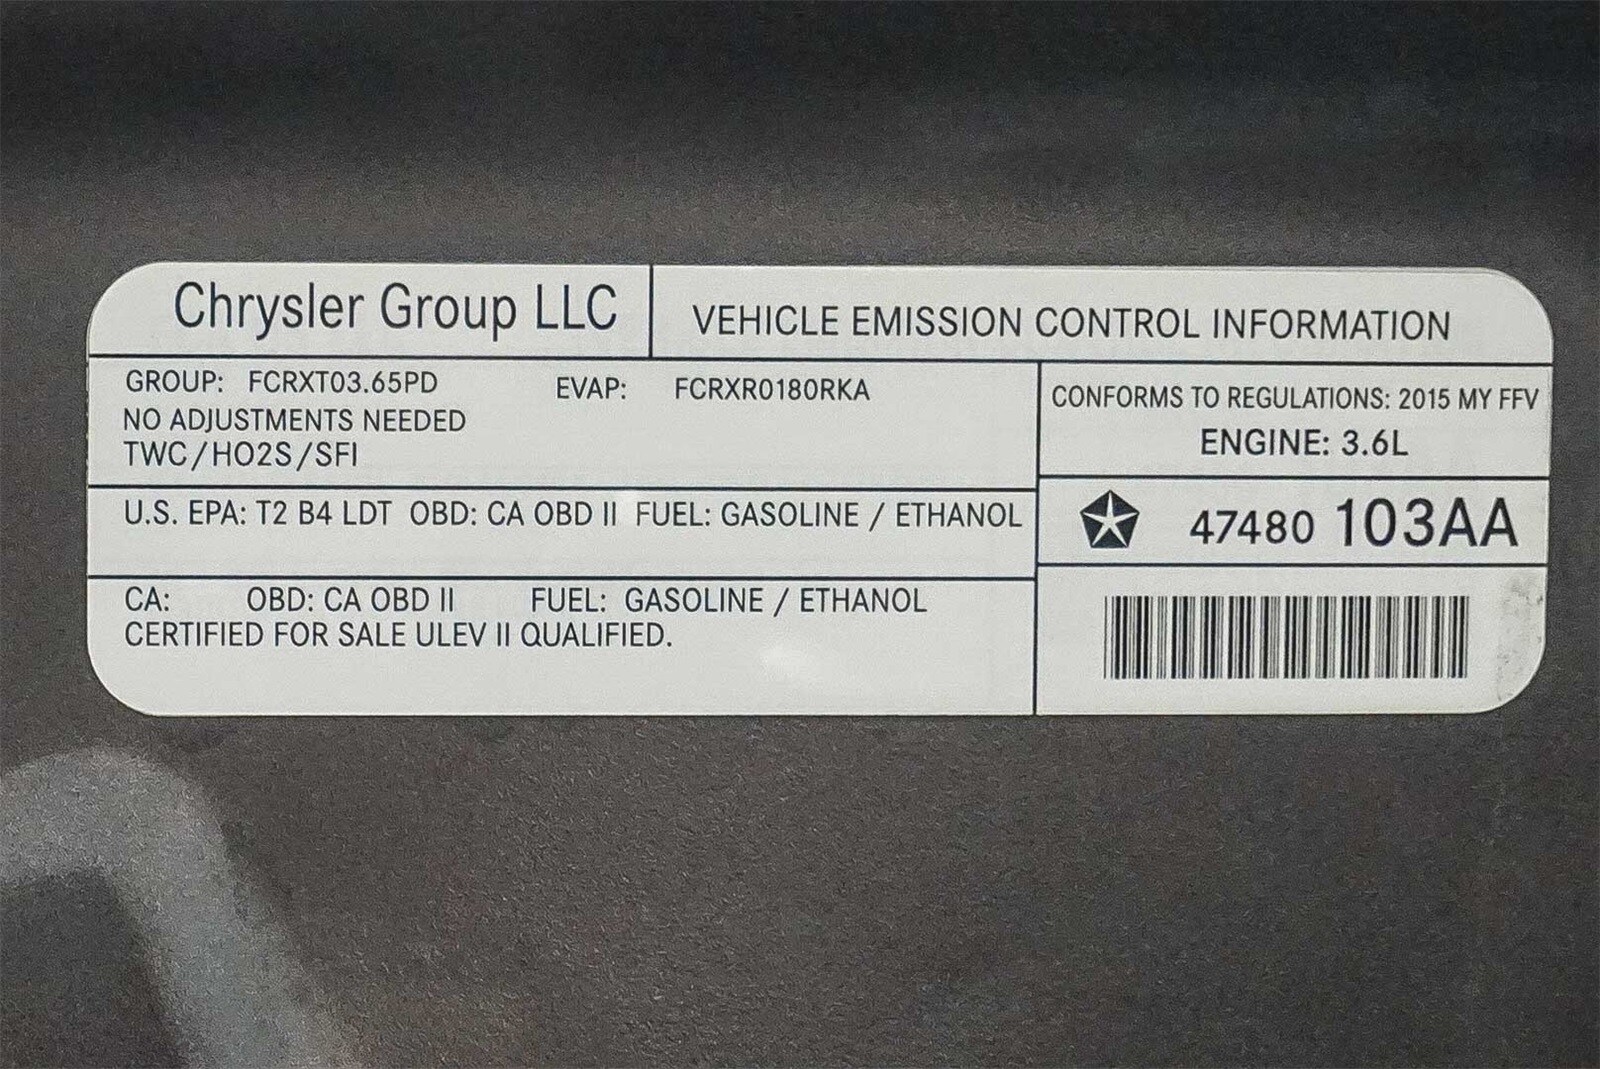 Chrysler Group LLC
VEHICLE EMISSION CONTROL INFORMATION
GROUP: FCRXT03.65PD EVAP: FCRXR0180RKA
NO ADJUSTMENTS NEEDED
TWC/HO2S/SFI
CONFORMS TO REGULATIONS: 2015 MY FFV
ENGINE: 3.6L
U.S. EPA: T2 B4 LDT OBD: CA OBD II FUEL: GASOLINE / ETHANOL
47480 103AA
CA: OBD: CA OBD II FUEL: GASOLINE / ETHANOL
CERTIFIED FOR SALE ULEV II QUALIFIED.